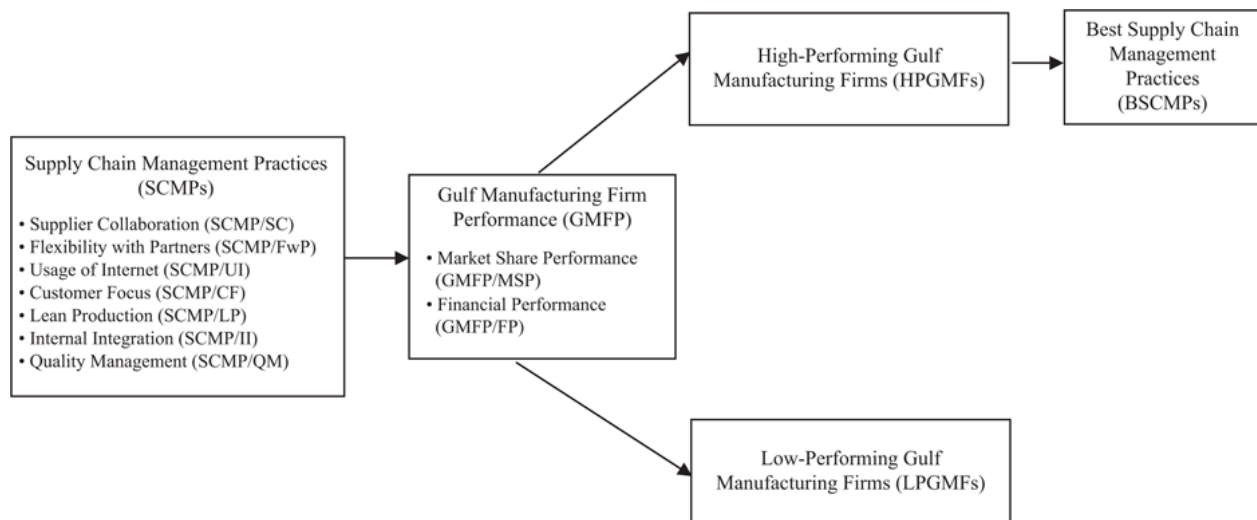 Supply Chain Management Practices
(SCMPs)
• Supplier Collaboration (SCMP/SC)
• Flexibility with Partners (SCMP/FwP)
• Usage of Internet (SCMP/UI)
• Customer Focus (SCMP/CF)
• Lean Production (SCMP/LP)
• Internal Integration (SCMP/II)
• Quality Management (SCMP/QM)
Gulf Manufacturing Firm
Performance (GMFP)
• Market Share Performance
(GMFP/MSP)
• Financial Performance
(GMFP/FP)
High-Performing Gulf
Manufacturing Firms (HPGMFs)
Best Supply Chain
Management
Practices
(BSCMPs)
Low-Performing Gulf
Manufacturing Firms (LPGMFs)